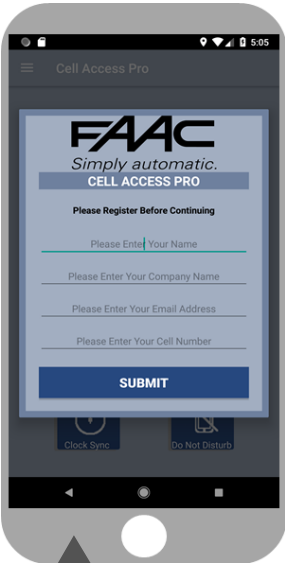 5:05
Cell Access Pro
FAAC
Simply automatic.
CELL ACCESS PRO
Please Register Before Continuing
Please Enter Your Name
Please Enter Your Company Name
Please Enter Your Email Address
Please Enter Your Cell Number
SUBMIT
Clock Sync
Do Not Disturb